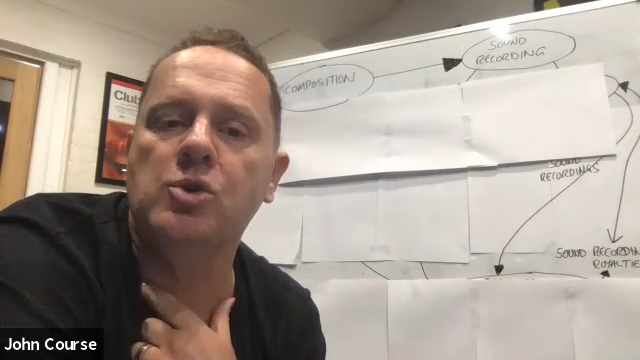 SOUND
RECORDING
COMPOSITION
Club
SOUND
RECORDINGS
SOUND RECORDIN
ROYALTIE
John Course